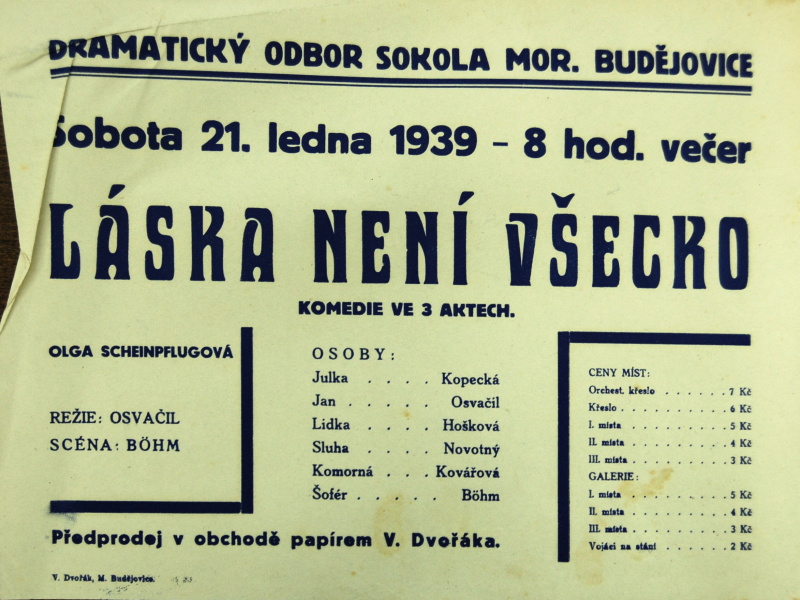 DRAMATICKÝ ODBOR SOKOLA MOR. BUDĚJOVICE
Sobota 21. ledna 1939 - 8 hod. večer
LÁSKA NENÍ VŠECKO
KOMEDIE VE 3 AKTECH.
OLGA SCHEINPFLUGOVÁ
REŽIE: OSVAČIL
SCÉNA: BÖHM
OSOBY:
Julka . . . . Kopecká
Jan . . . . . Osvačil
Lidka . . . . Hošková
Sluha . . . . Novotný
Komorná . . . Kovářová
Šofér . . . . . Böhm
CENY MÍST:
Orchest. křeslo . . . . . . 7 Kč
Křeslo . . . . . . . . . . 6 Kč
I. místa . . . . . . . . . 5 Kč
II. místa . . . . . . . . . 4 Kč
III. místa . . . . . . . . 3 Kč
GALERIE:
I. místa . . . . . . . . . 5 Kč
II. místa . . . . . . . . . 4 Kč
III. místa . . . . . . . . 3 Kč
Vojáci na stání . . . . . . 2 Kč
Předprodej v obchodě papírem V. Dvořáka.
V. Dvořák, M. Budějovice.